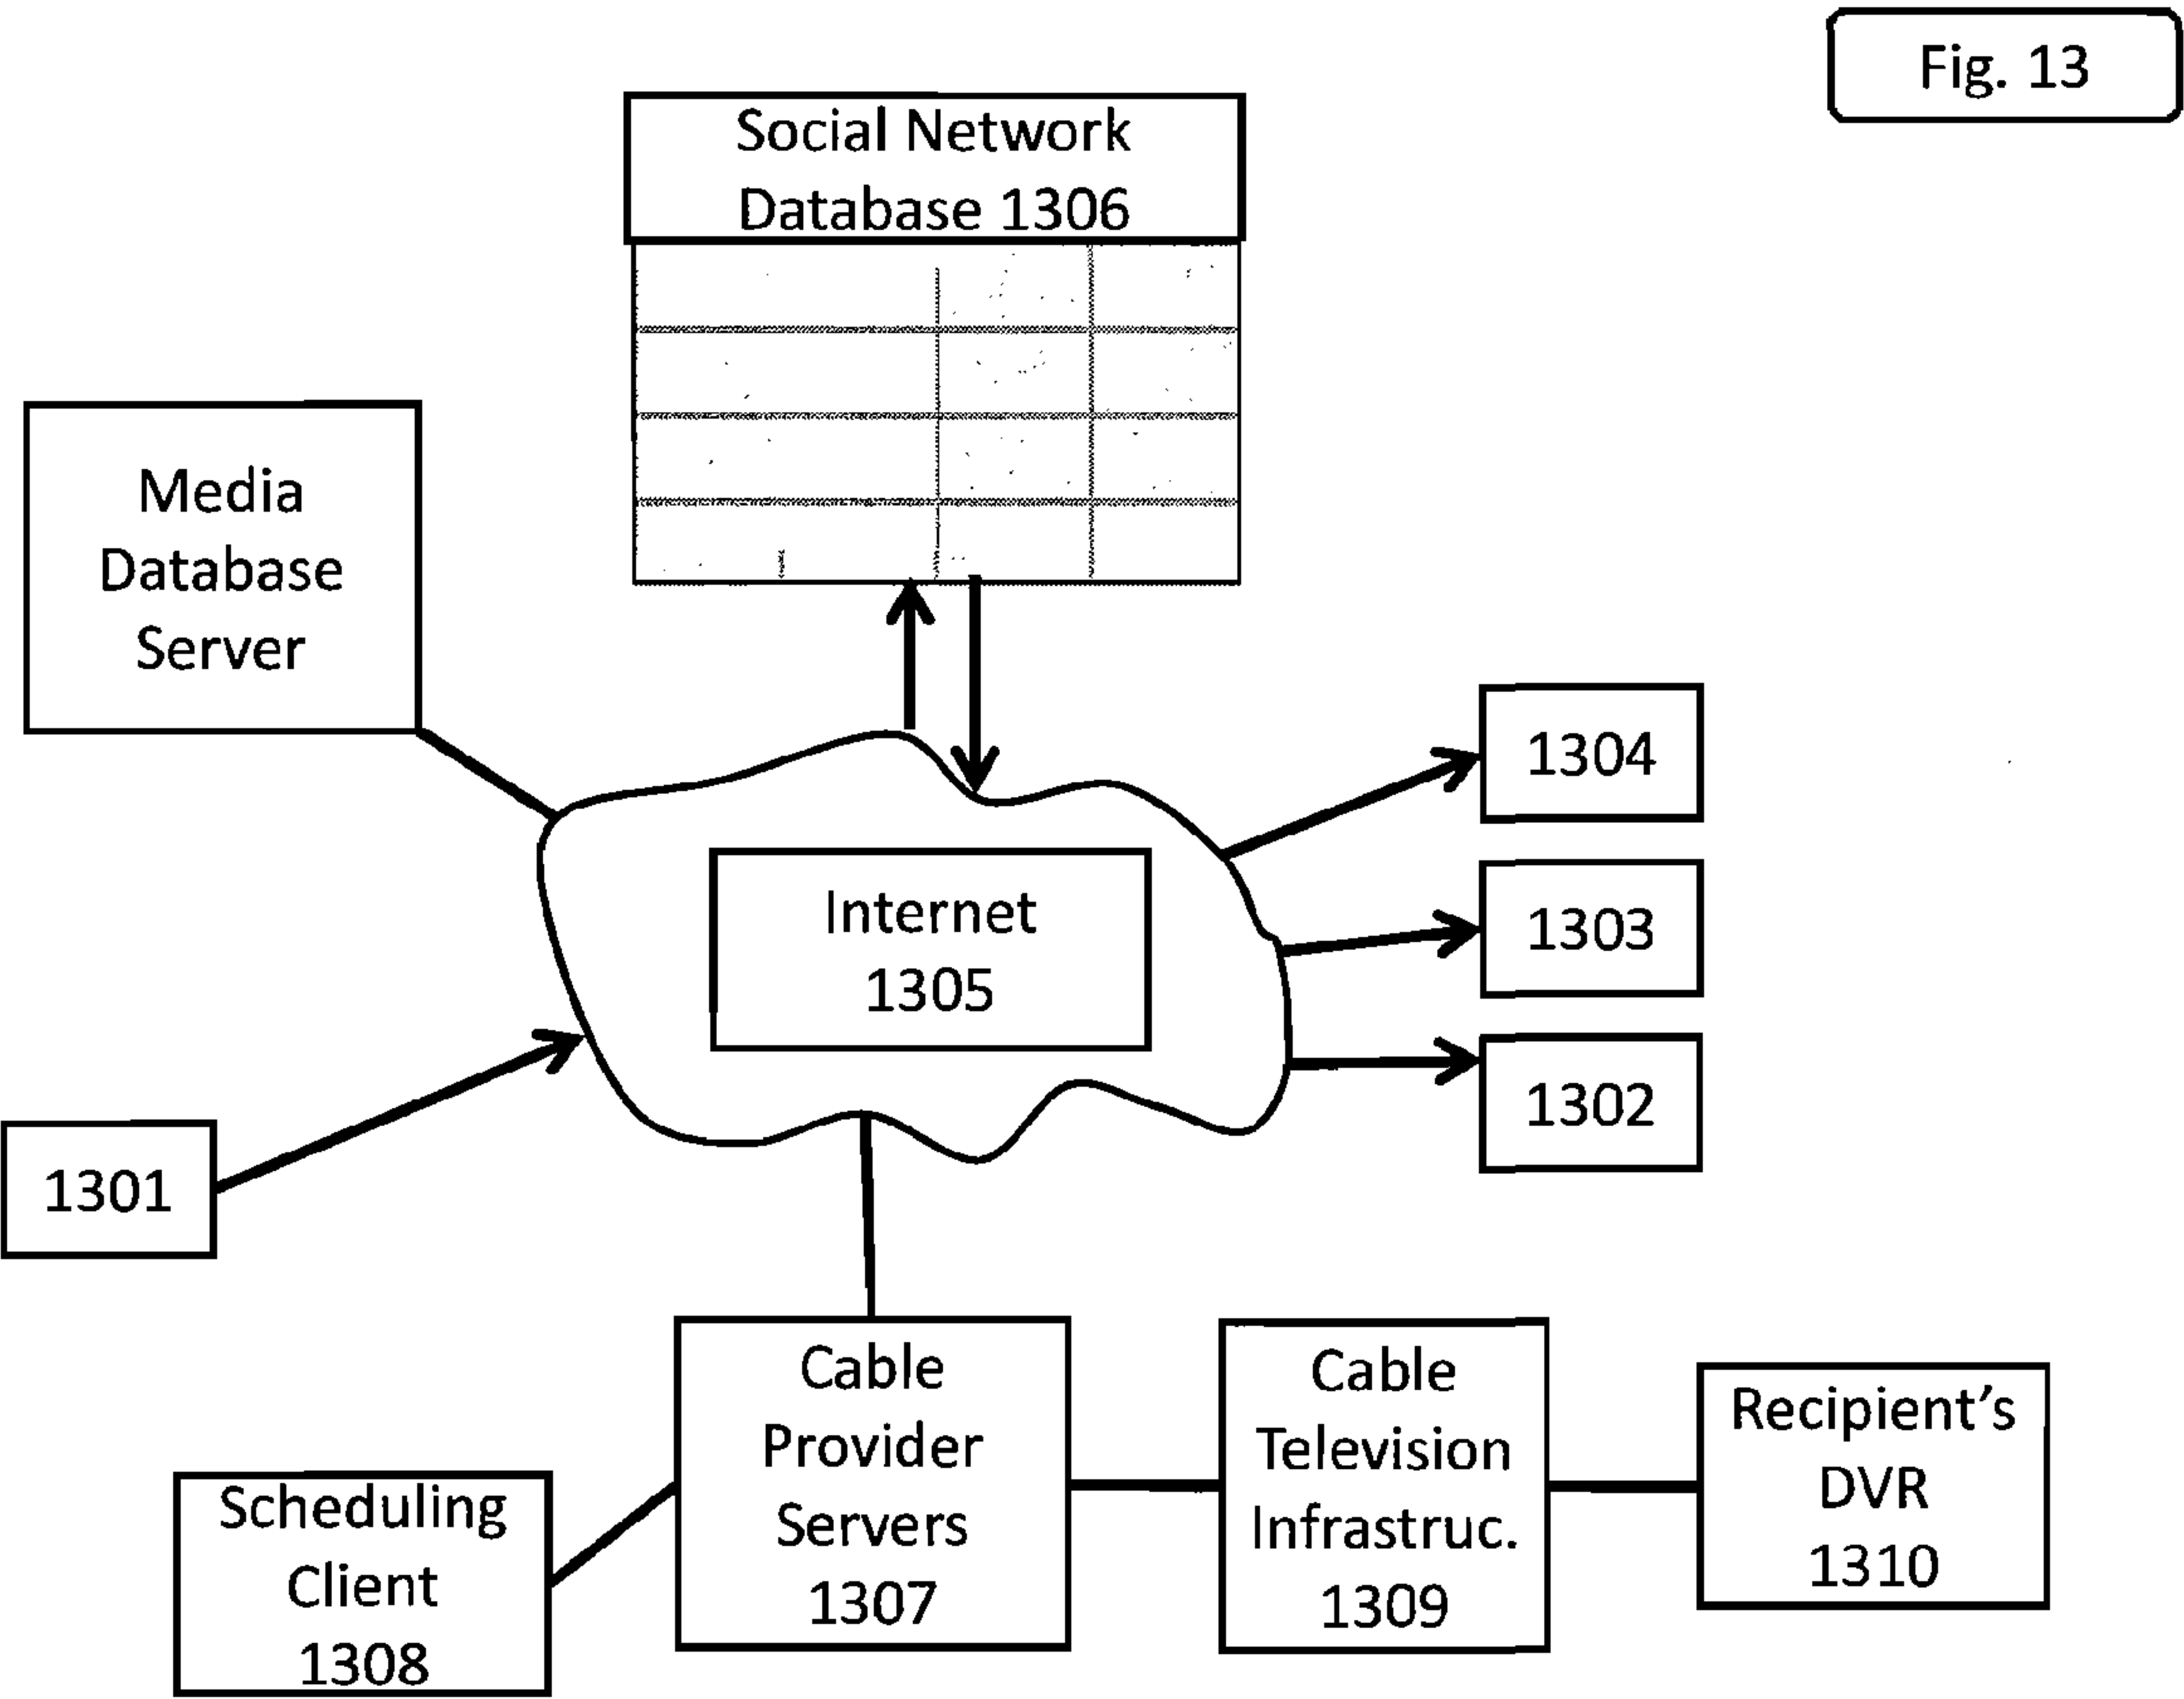 Fig. 13
Social Network
Database 1306
Media
Database
Server
1304
Internet
1305
1303
1302
1301
Cable
Provider
Servers
1307
Cable
Television
Infrastruc.
1309
Recipient’s
DVR
1310
Scheduling
Client
1308